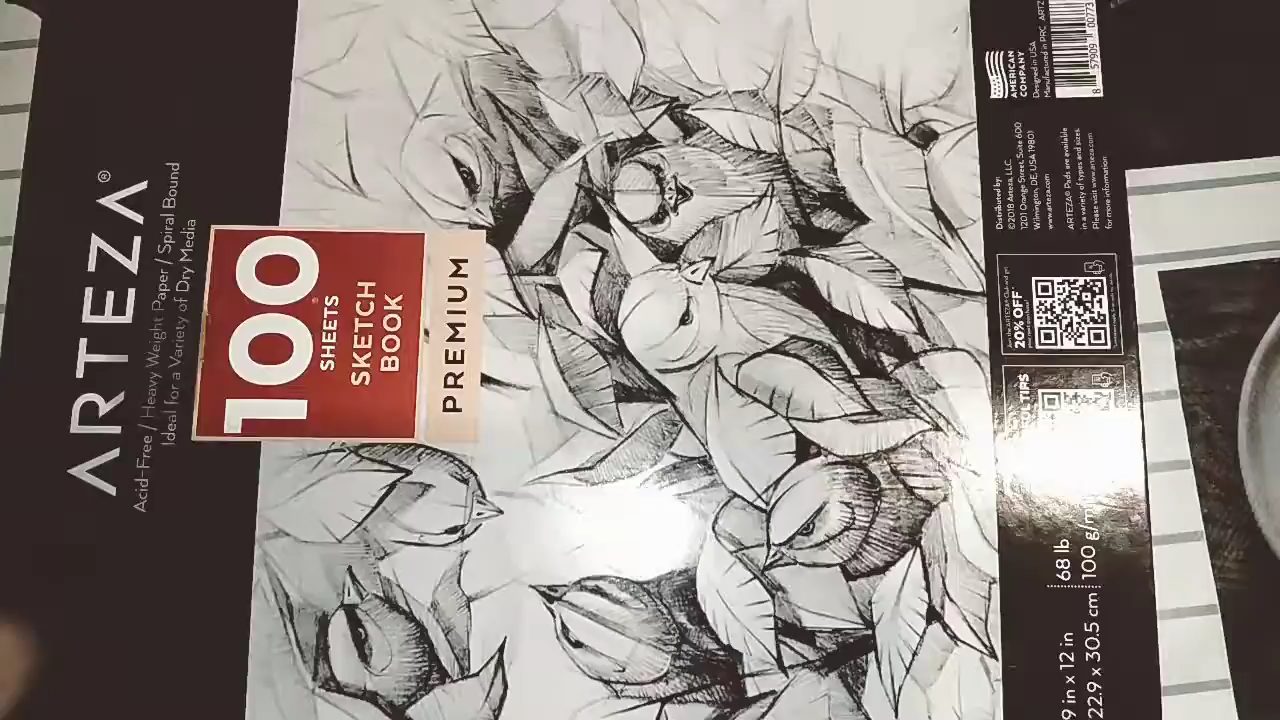 ARTEZA®
Acid-Free / Heavy Weight Paper / Spiral Bound
Ideal for a Variety of Dry Media
100
SHEETS
SKETCH
BOOK
PREMIUM
9 in x 12 in
22.9 x 30.5 cm
68 lb
100 g/m
TIPS
20% OFF*
Distributed by:
©2018 Arteza, LLC.
1201 Orange Street, Suite 600
Wilmington, DE, USA 19801
www.arteza.com
ARTEZA® Pads are available
in a variety of types and sizes.
Please visit www.arteza.com
for more information.
AMERICAN
COMPANY
Designed in USA
Manufactured in PRC
ARTZ
8 57909 00773